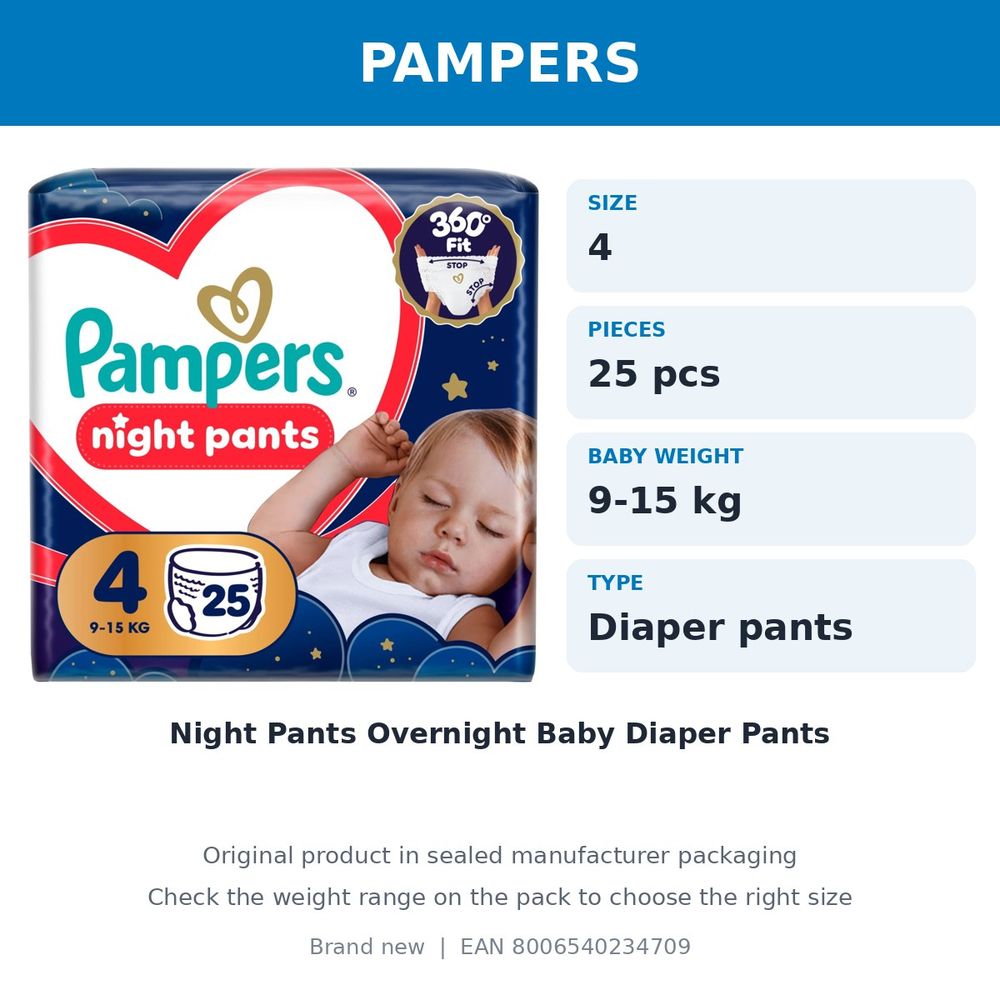 PAMPERS
360°
Fit
STOP
STOP
Pampers®
night pants
4
25
9-15 KG
SIZE
4
PIECES
25 pcs
BABY WEIGHT
9-15 kg
TYPE
Diaper pants
Night Pants Overnight Baby Diaper Pants
Original product in sealed manufacturer packaging
Check the weight range on the pack to choose the right size
Brand new | EAN 8006540234709